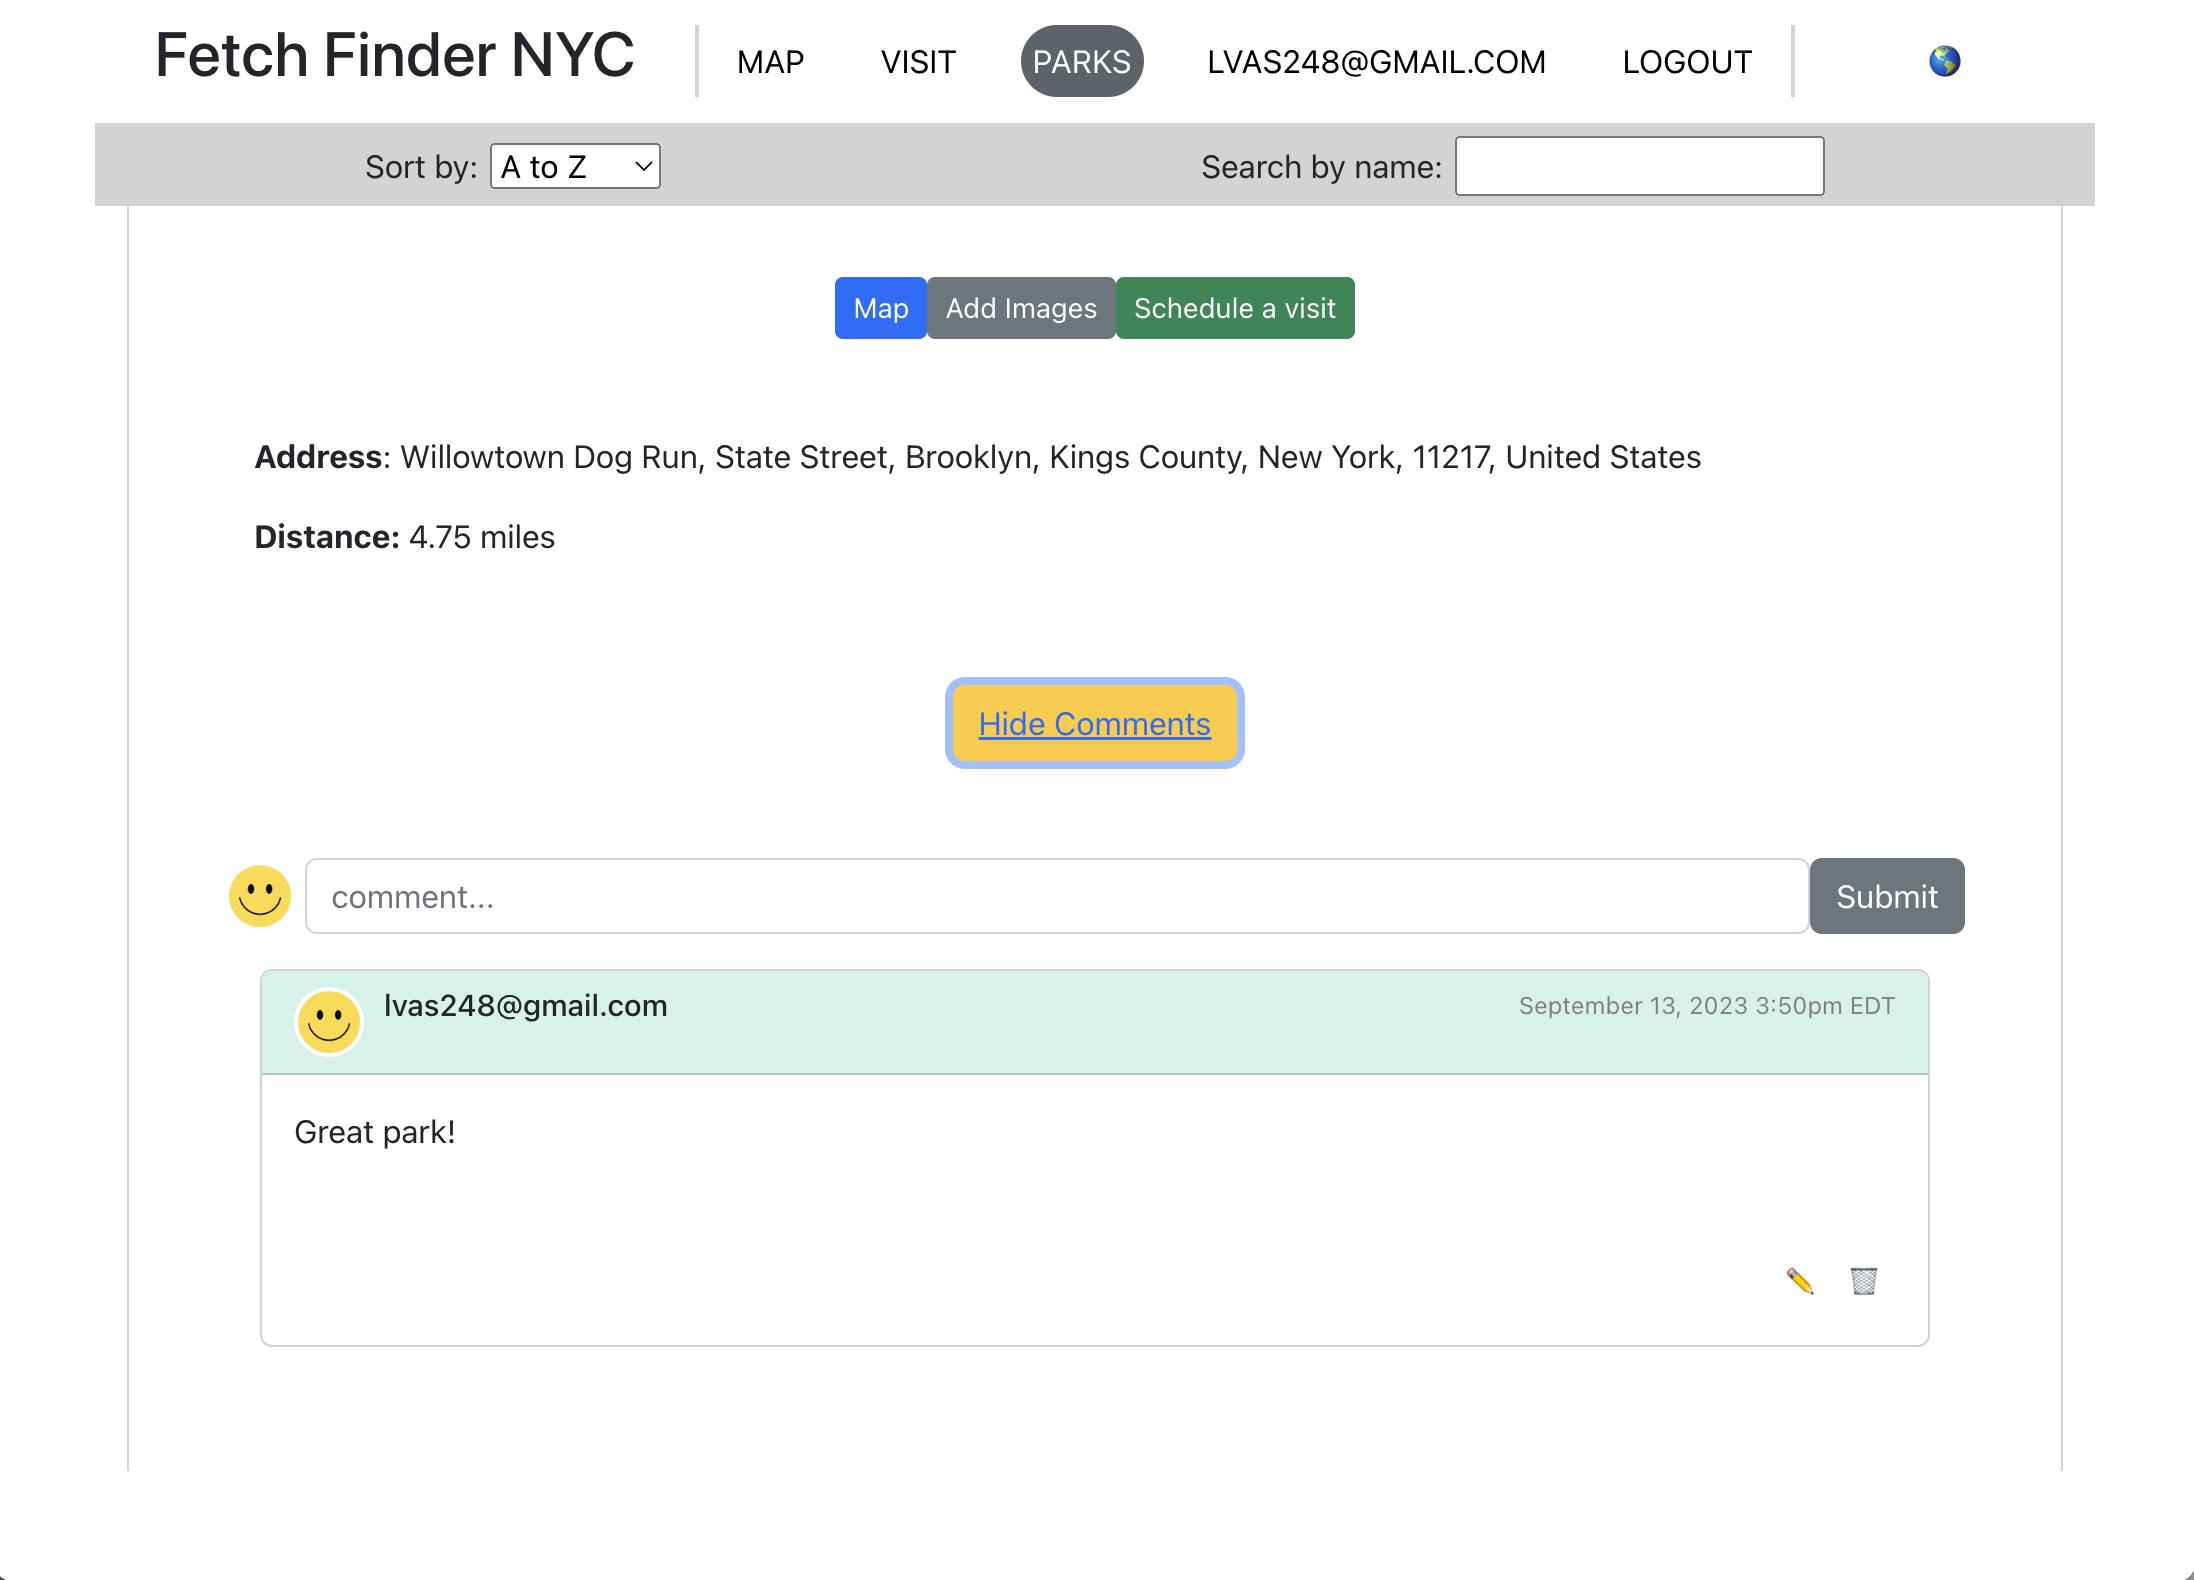 Fetch Finder NYC MAP VISIT PARKS LVAS248@GMAIL.COM LOGOUT
Sort by: A to Z Search by name:
Map Add Images Schedule a visit
Address: Willowtown Dog Run, State Street, Brooklyn, Kings County, New York, 11217, United States
Distance: 4.75 miles
Hide Comments
comment... Submit
lvas248@gmail.com September 13, 2023 3:50pm EDT
Great park!